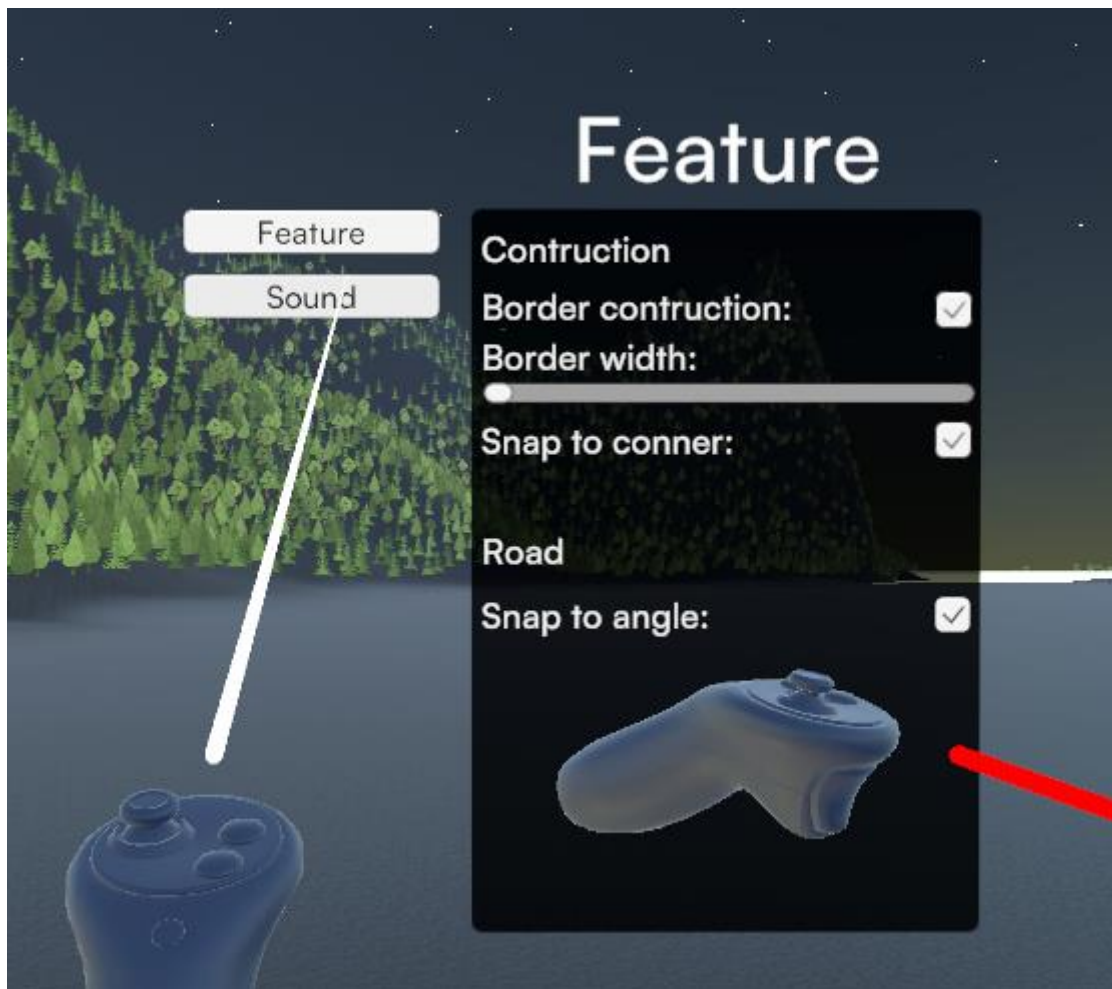 Feature
Feature
Sound
Contruction
Border contruction:
Border width:
Snap to conner:
Road
Snap to angle: